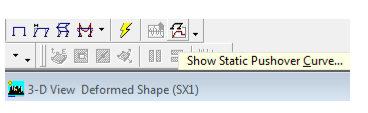 Show Static Pushover Curve...
3-D View Deformed Shape (SX1)